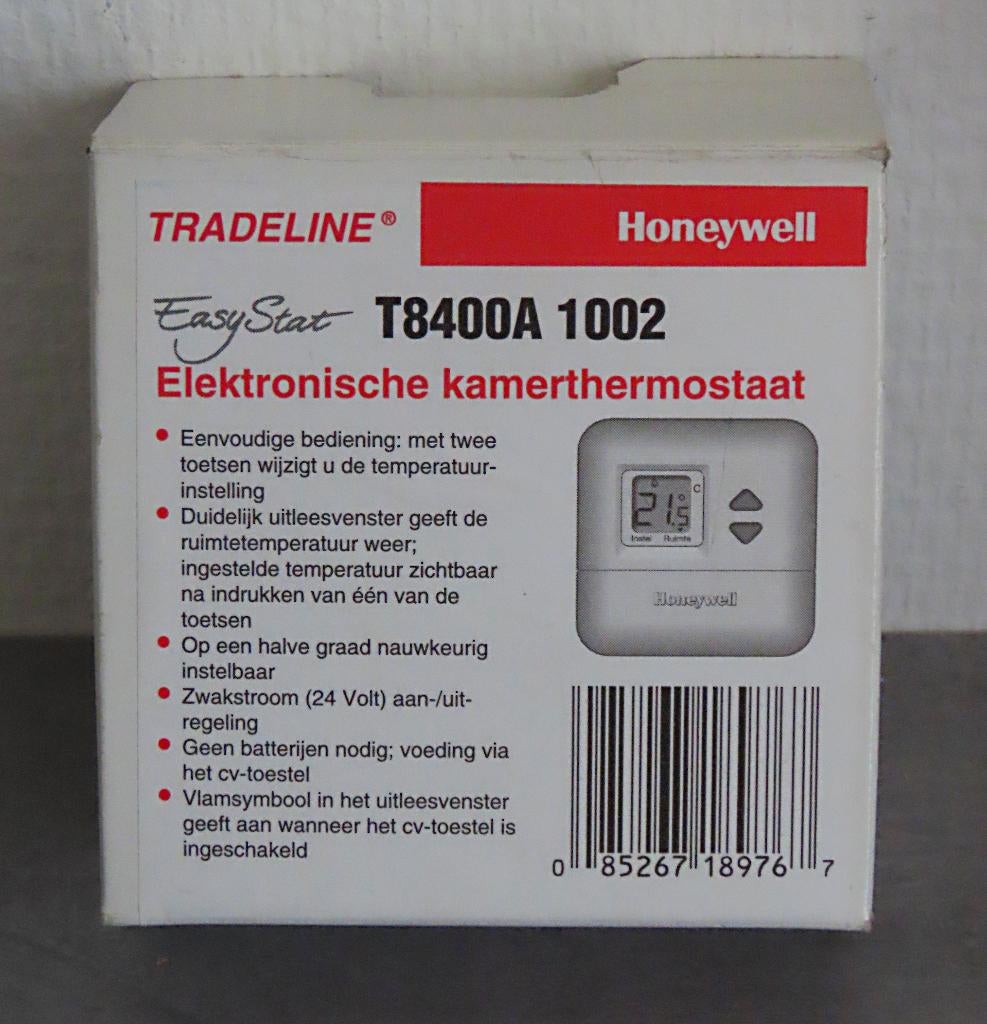 TRADELINE® Honeywell
EasyStat T8400A 1002
Elektronische kamerthermostaat
• Eenvoudige bediening: met twee
toetsen wijzigt u de temperatuur-
instelling
• Duidelijk uitleesvenster geeft de
ruimtetemperatuur weer;
ingestelde temperatuur zichtbaar
na indrukken van één van de
toetsen
• Op een halve graad nauwkeurig
instelbaar
• Zwakstroom (24 Volt) aan-/uit-
regeling
• Geen batterijen nodig; voeding via
het cv-toestel
• Vlamsymbool in het uitleesvenster
geeft aan wanneer het cv-toestel is
ingeschakeld
21.5° C
Instel Ruimte
Honeywell
0 85267 18976 7